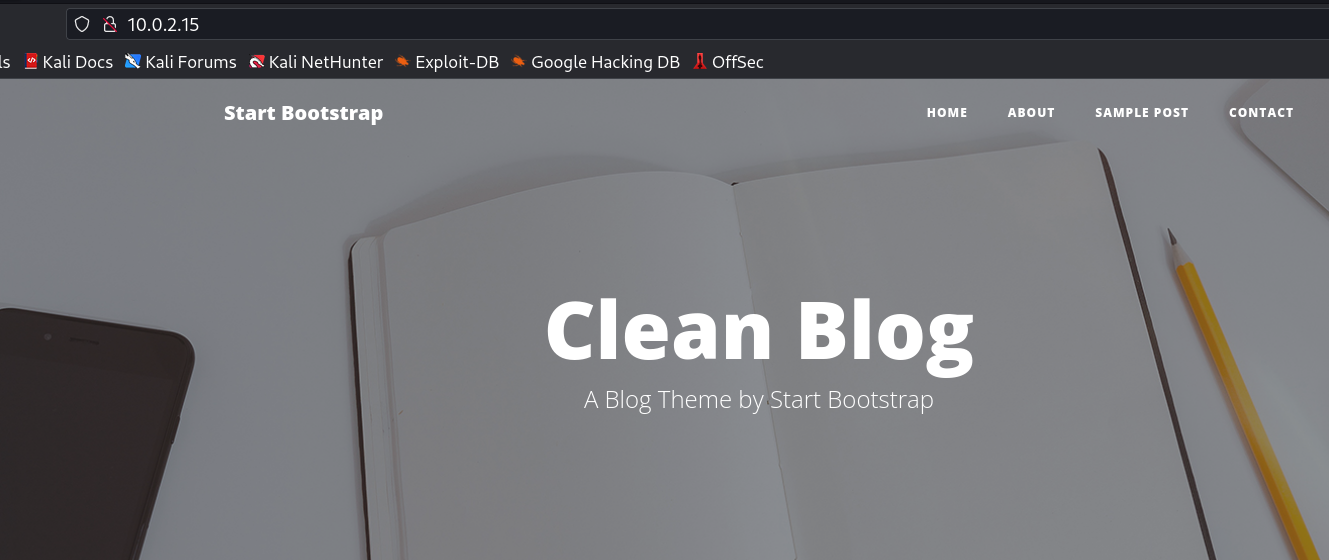 10.0.2.15
ls Kali Docs Kali Forums Kali NetHunter Exploit-DB Google Hacking DB OffSec
Start Bootstrap HOME ABOUT SAMPLE POST CONTACT
Clean Blog
A Blog Theme by Start Bootstrap